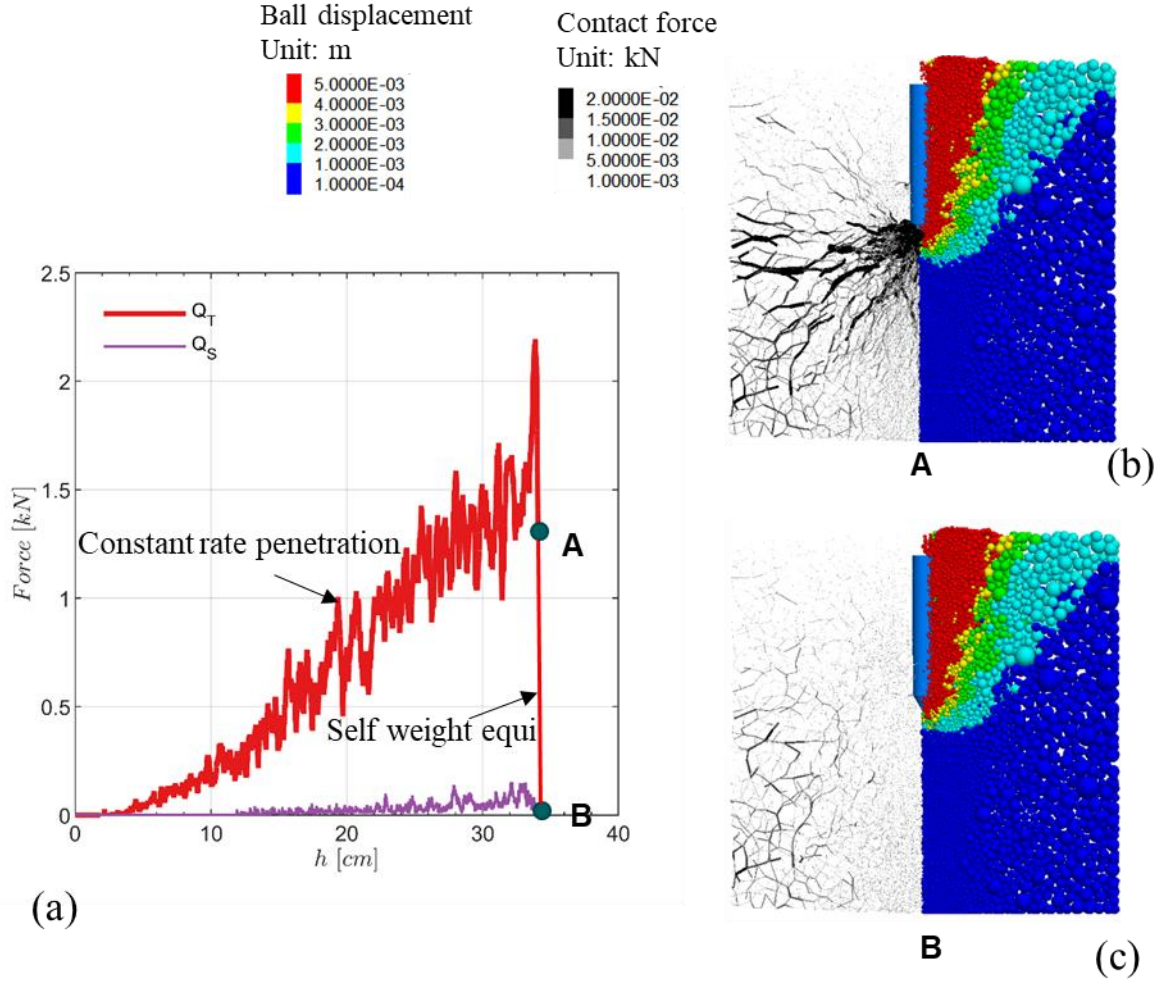 Ball displacement
Unit: m
5.0000E-03
4.0000E-03
3.0000E-03
2.0000E-03
1.0000E-03
1.0000E-04
Contact force
Unit: kN
2.0000E-02
1.5000E-02
1.0000E-02
5.0000E-03
1.0000E-03
2.5
2
1.5
1
0.5
0
Force [kN]
Q_T
Q_S
Constant rate penetration
A
Self weight equi
B
0
10
20
30
40
h [cm]
(a)
A
(b)
B
(c)